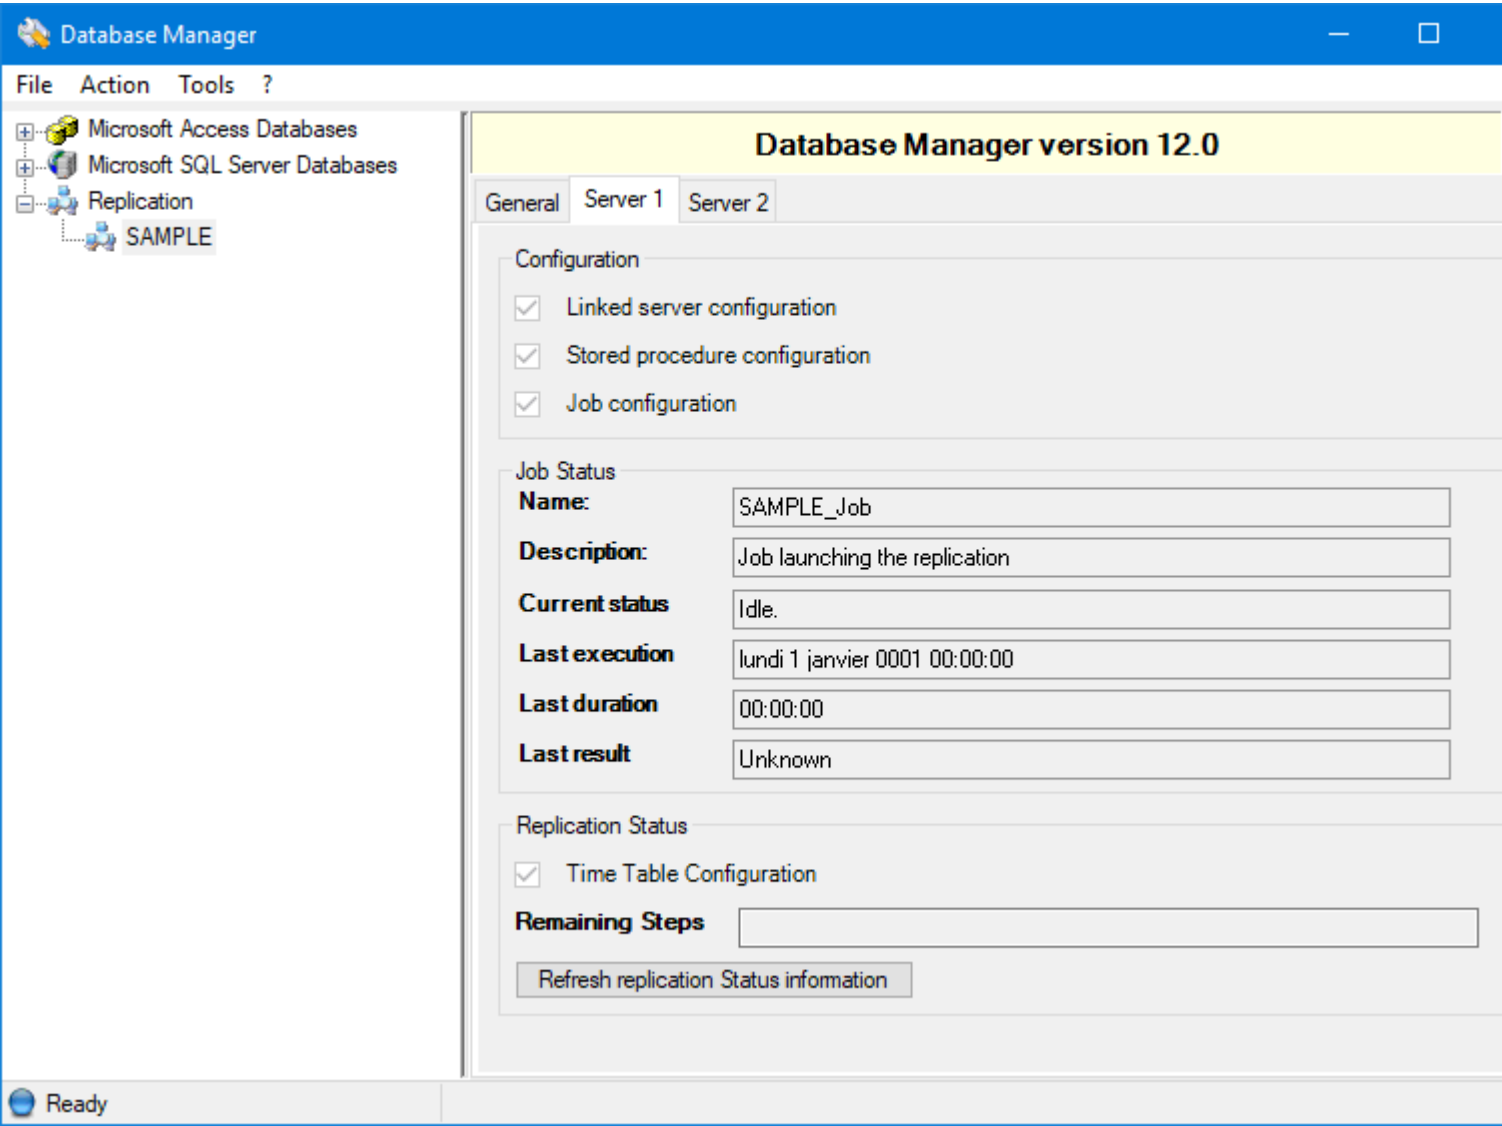 Database Manager
File Action Tools ?
Microsoft Access Databases
Microsoft SQL Server Databases
Replication
SAMPLE
Database Manager version 12.0
General Server 1 Server 2
Configuration
Linked server configuration
Stored procedure configuration
Job configuration
Job Status
Name: SAMPLE_Job
Description: Job launching the replication
Current status Idle.
Last execution lundi 1 janvier 0001 00:00:00
Last duration 00:00:00
Last result Unknown
Replication Status
Time Table Configuration
Remaining Steps
Refresh replication Status information
Ready